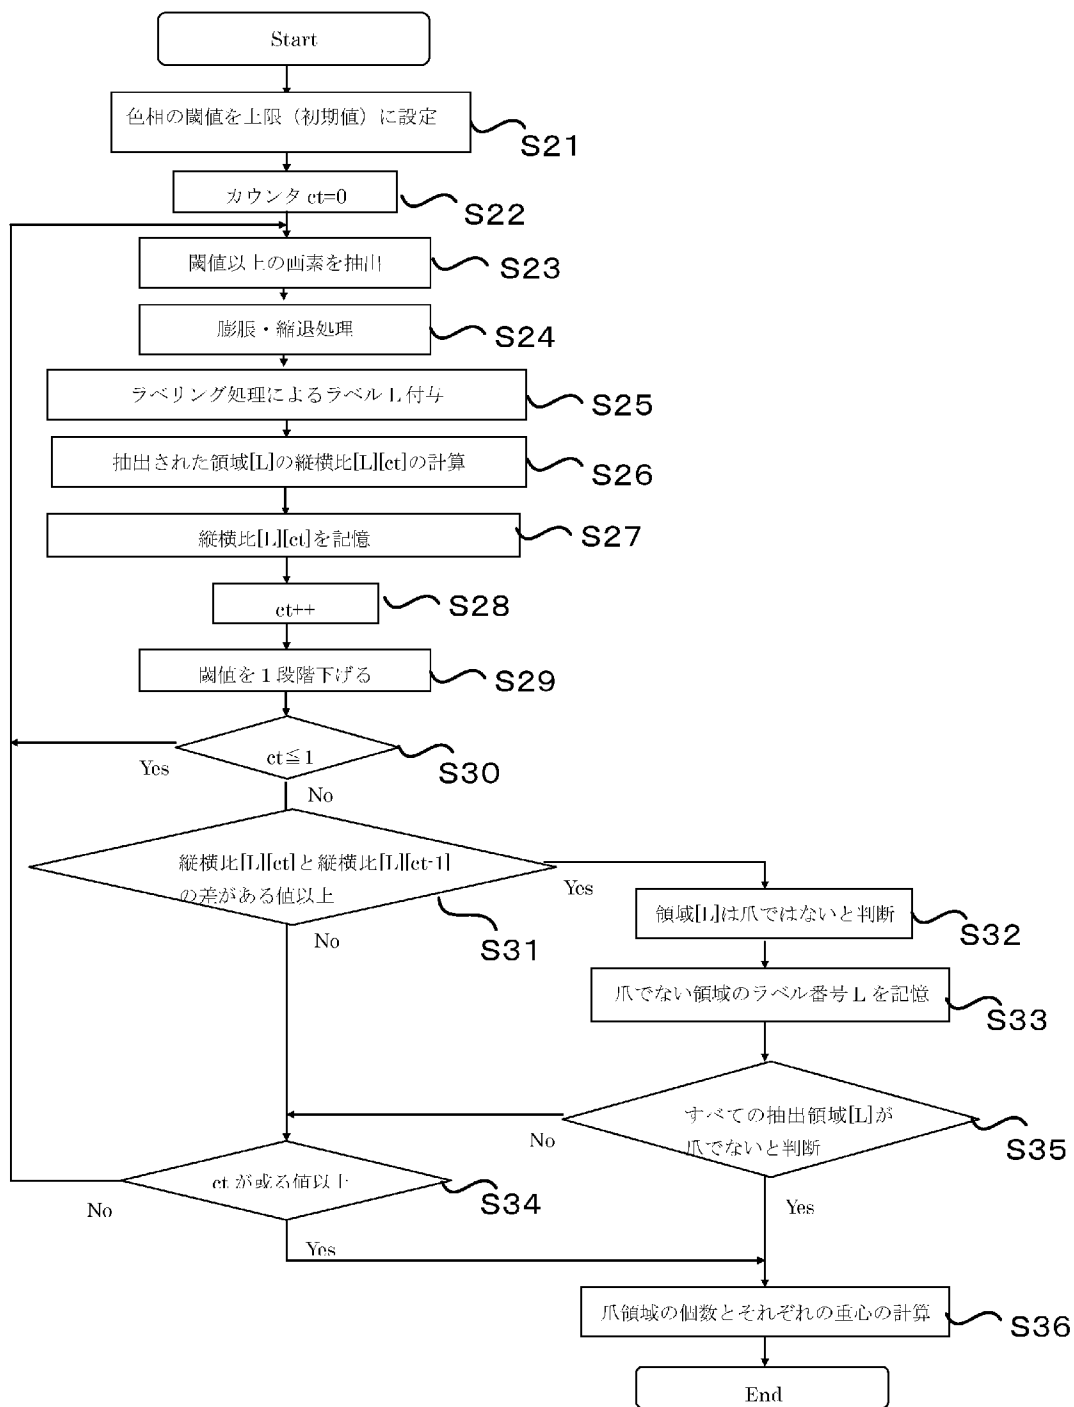 Start
色相の閾値を上限（初期値）に設定
S21
カウンタ ct=0
S22
閾値以上の画素を抽出
S23
膨脹・縮退処理
S24
ラベリング処理によるラベル L 付与
S25
抽出された領域[L]の縦横比[L][ct]の計算
S26
縦横比[L][ct]を記憶
S27
ct++
S28
閾値を１段階下げる
S29
ct≦1
S30
Yes
No
縦横比[L][ct]と縦横比[L][ct-1]
の差がある値以上
S31
Yes
No
領域[L]は爪ではないと判断
S32
爪でない領域のラベル番号 L を記憶
S33
すべての抽出領域[L]が
爪でないと判断
S35
No
Yes
ct が或る値以上
S34
No
Yes
爪領域の個数とそれぞれの重心の計算
S36
End